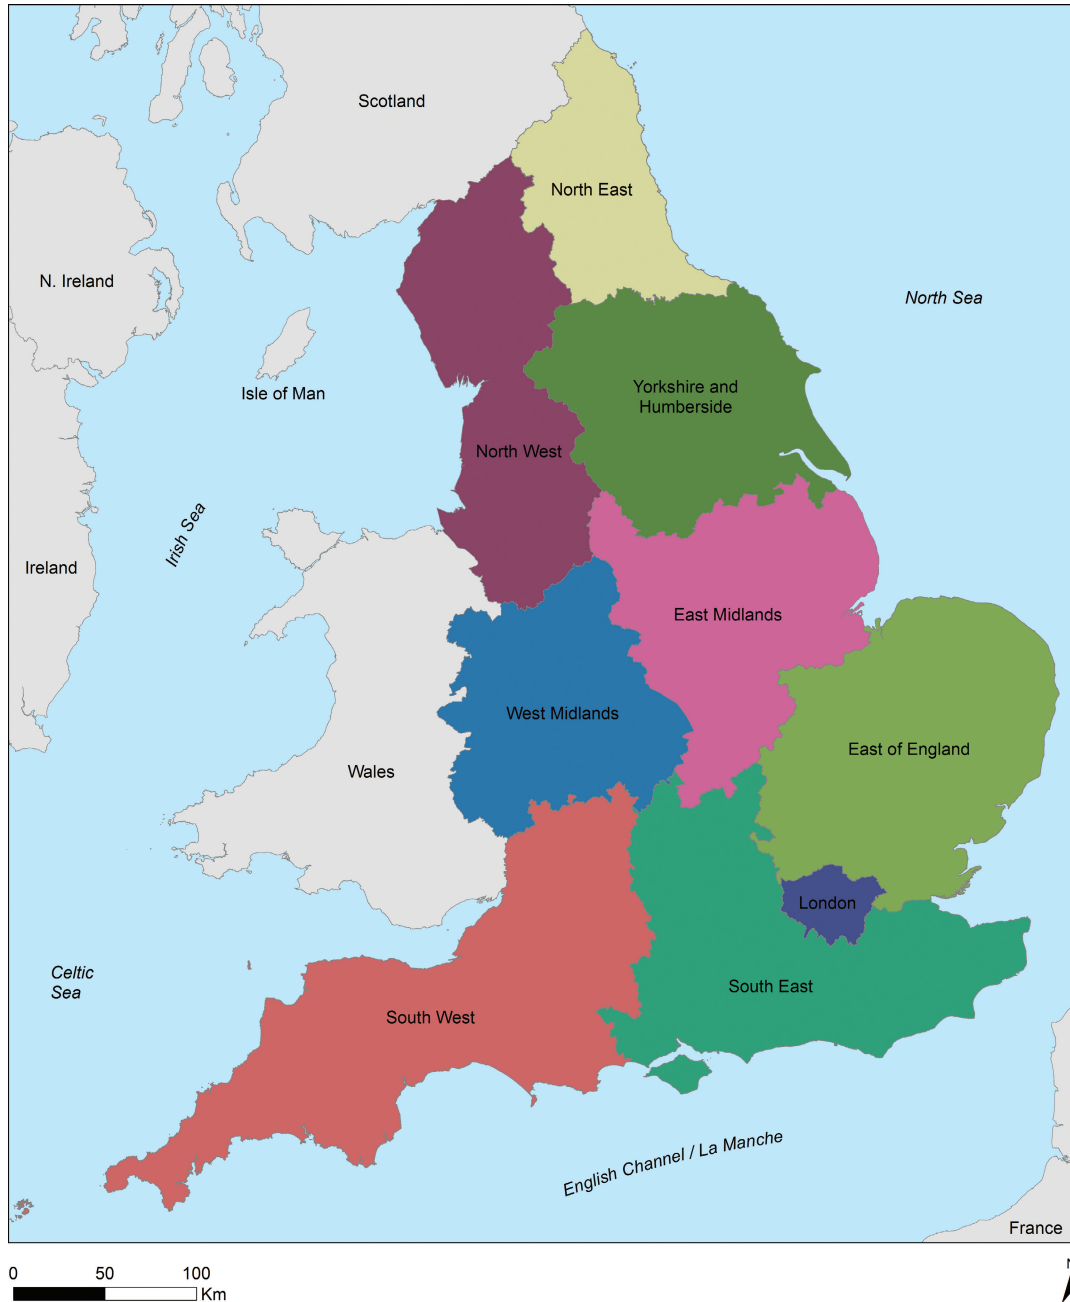 Scotland
North East
N. Ireland
North Sea
Isle of Man
Yorkshire and
Humberside
North West
Irish Sea
Ireland
East Midlands
West Midlands
East of England
Wales
London
Celtic
Sea
South East
South West
English Channel / La Manche
France
0 50 100
Km